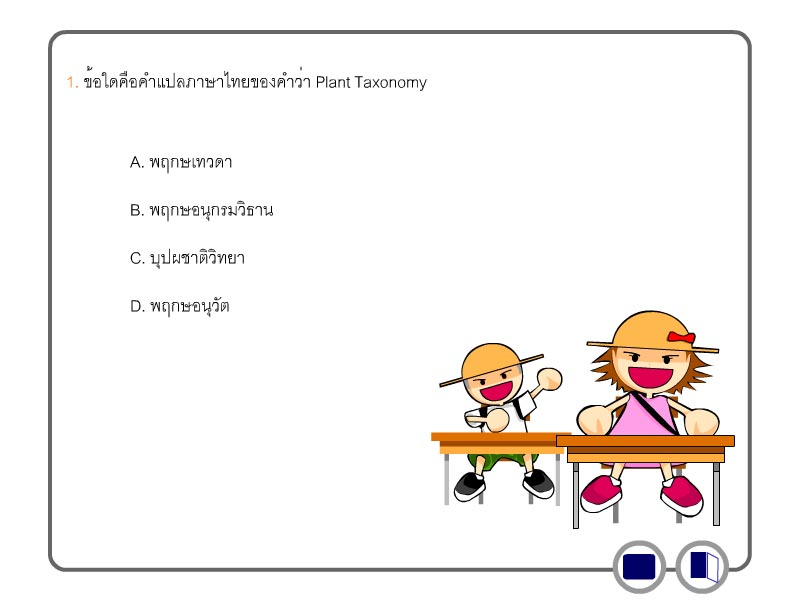 1. ข้อใดคือคำแปลภาษาไทยของคำว่า Plant Taxonomy
A. พฤกษเทวดา
B. พฤกษอนุกรมวิธาน
C. บุปผชาติวิทยา
D. พฤกษอนุวัต